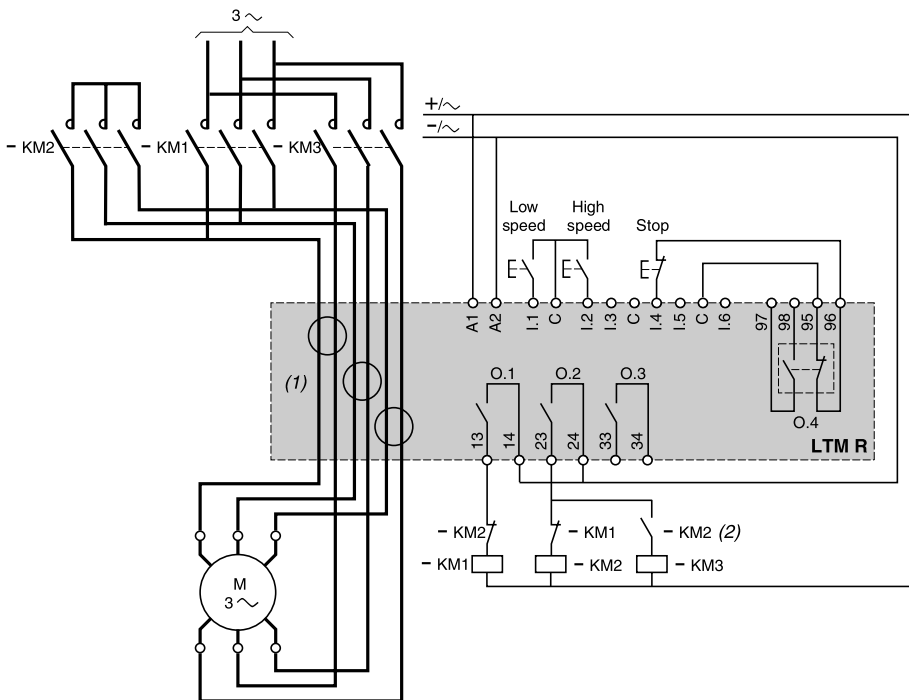 3 ∼
+/∼
−/∼
- KM2
- KM1
- KM3
Low speed
High speed
Stop
A1
A2
I.1
C
I.2
I.3
C
I.4
I.5
C
I.6
97
98
95
96
(1)
O.1
O.2
O.3
O.4
13
14
23
24
33
34
LTM R
- KM2
- KM1
- KM2 (2)
- KM1
- KM2
- KM3
M
3 ∼